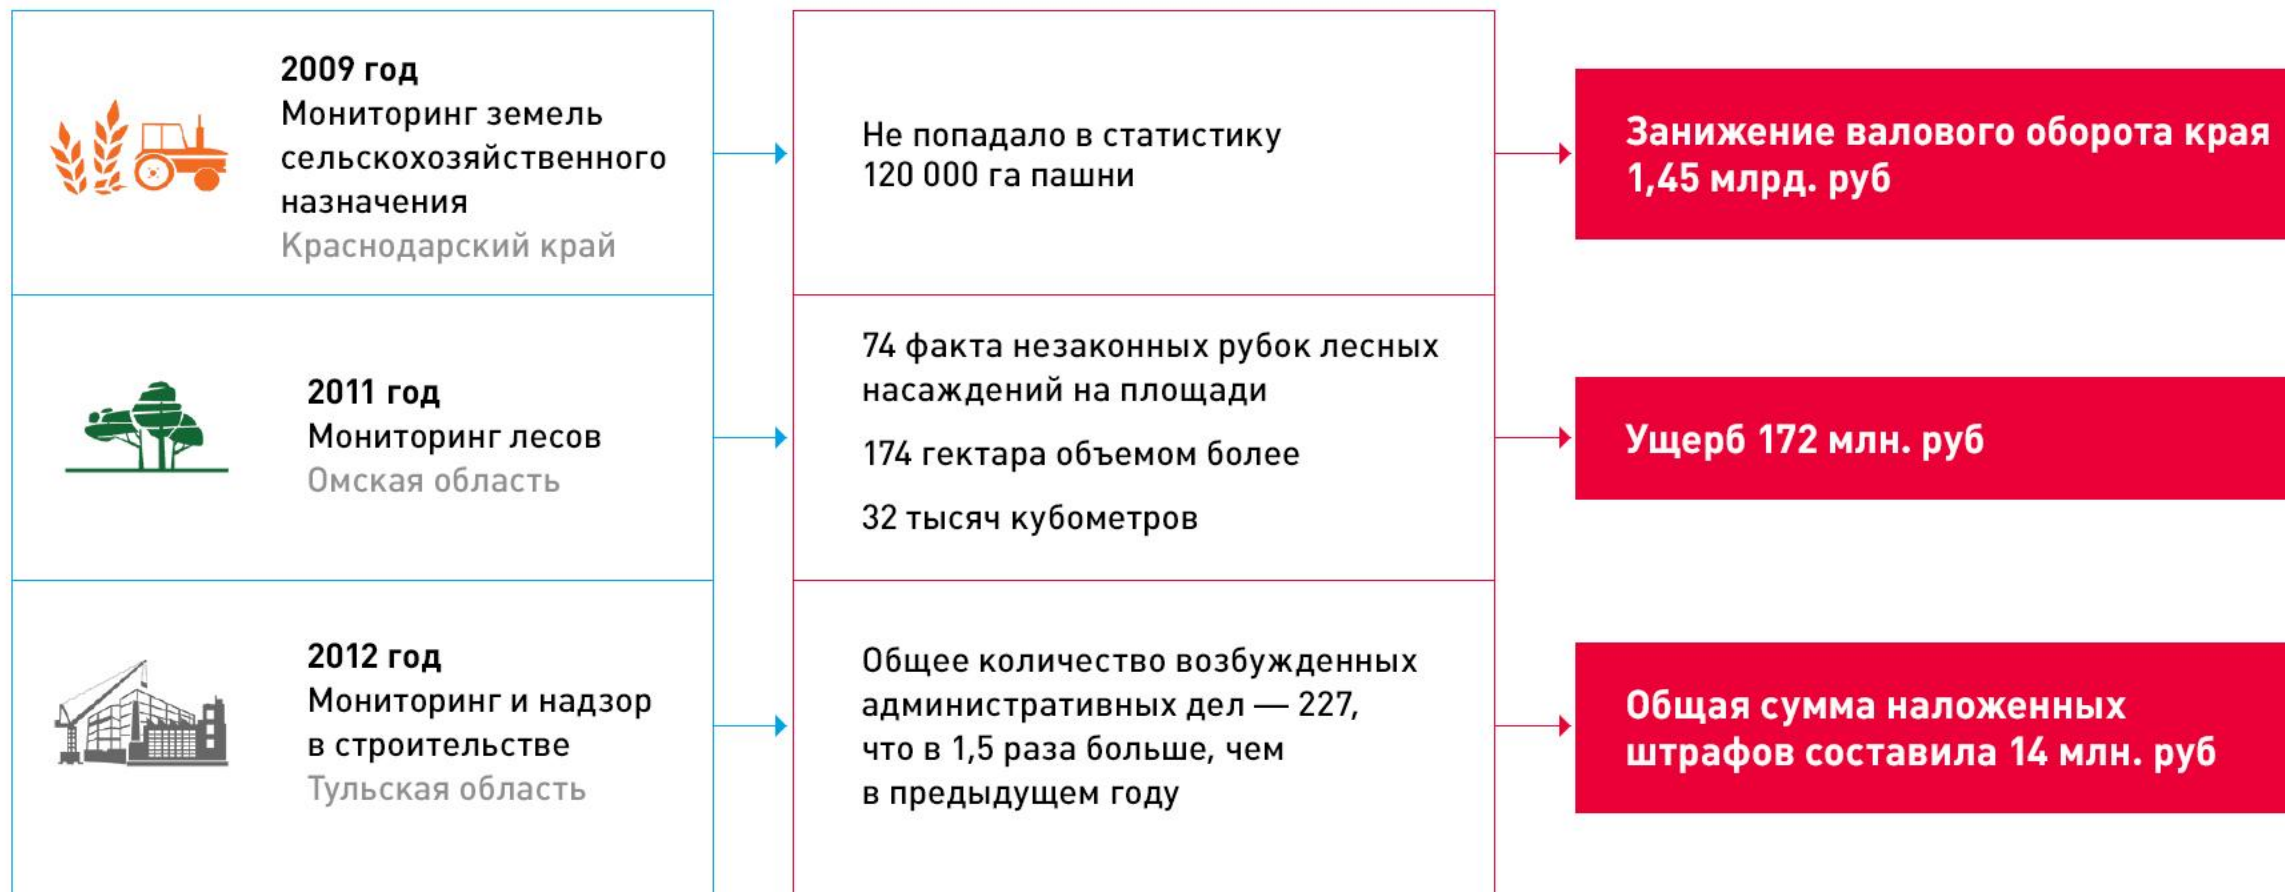 2009 год
Мониторинг земель
сельскохозяйственного
назначения
Краснодарский край
Не попадало в статистику
120 000 га пашни
Занижение валового оборота края
1,45 млрд. руб
2011 год
Мониторинг лесов
Омская область
74 факта незаконных рубок лесных
насаждений на площади
174 гектара объемом более
32 тысяч кубометров
Ущерб 172 млн. руб
2012 год
Мониторинг и надзор
в строительстве
Тульская область
Общее количество возбужденных
административных дел — 227,
что в 1,5 раза больше, чем
в предыдущем году
Общая сумма наложенных
штрафов составила 14 млн. руб